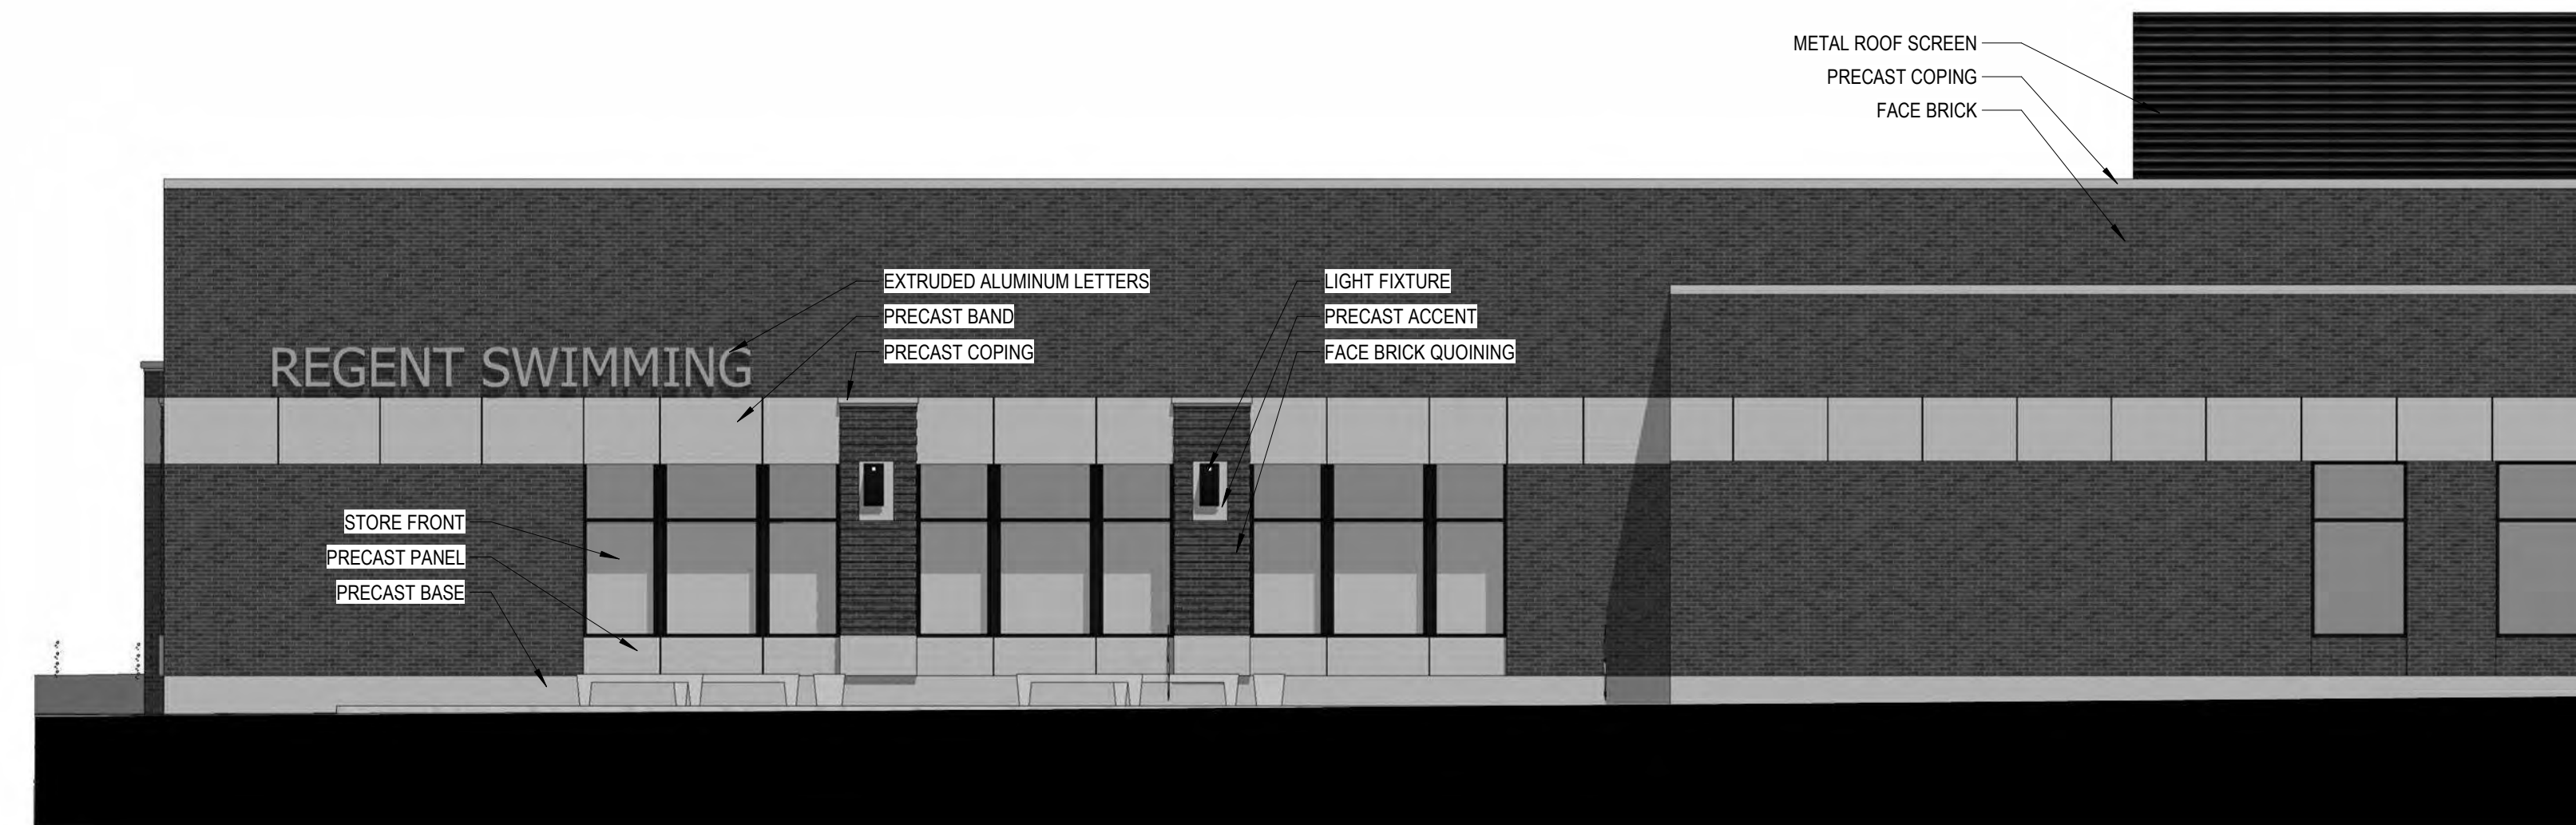 METAL ROOF SCREEN
PRECAST COPING
FACE BRICK
EXTRUDED ALUMINUM LETTERS
PRECAST BAND
PRECAST COPING
LIGHT FIXTURE
PRECAST ACCENT
FACE BRICK QUOINING
REGENT SWIMMING
STORE FRONT
PRECAST PANEL
PRECAST BASE